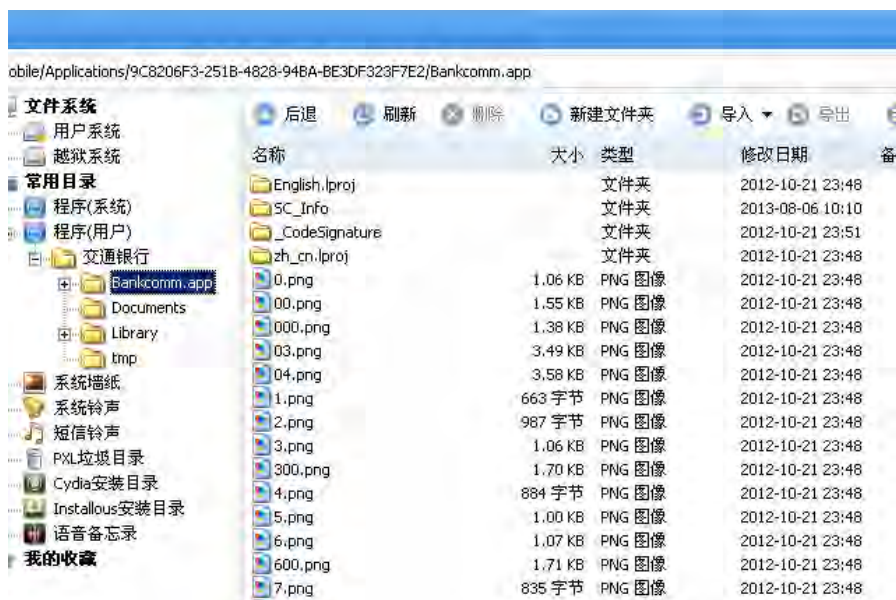 obile/Applications/9C8206F3-251B-4828-94BA-BE3DF323F7E2/Bankcomm.app
文件系统
用户系统
越狱系统
常用目录
程序(系统)
程序(用户)
交通银行
Bankcomm.app
Documents
Library
tmp
系统墙纸
系统铃声
短信铃声
PXL垃圾目录
Cydia安装目录
Installous安装目录
语音备忘录
我的收藏
后退 刷新 删除 新建文件夹 导入 导出
名称 大小 类型 修改日期 备
English.lproj 文件夹 2012-10-21 23:48
SC_Info 文件夹 2013-08-06 10:10
_CodeSignature 文件夹 2012-10-21 23:51
zh_cn.lproj 文件夹 2012-10-21 23:48
0.png 1.06 KB PNG 图像 2012-10-21 23:48
00.png 1.55 KB PNG 图像 2012-10-21 23:48
000.png 1.38 KB PNG 图像 2012-10-21 23:48
03.png 3.49 KB PNG 图像 2012-10-21 23:48
04.png 3.58 KB PNG 图像 2012-10-21 23:48
1.png 663 字节 PNG 图像 2012-10-21 23:48
2.png 987 字节 PNG 图像 2012-10-21 23:48
3.png 1.06 KB PNG 图像 2012-10-21 23:48
300.png 1.70 KB PNG 图像 2012-10-21 23:48
4.png 884 字节 PNG 图像 2012-10-21 23:48
5.png 1.00 KB PNG 图像 2012-10-21 23:48
6.png 1.07 KB PNG 图像 2012-10-21 23:48
600.png 1.71 KB PNG 图像 2012-10-21 23:48
7.png 835 字节 PNG 图像 2012-10-21 23:48